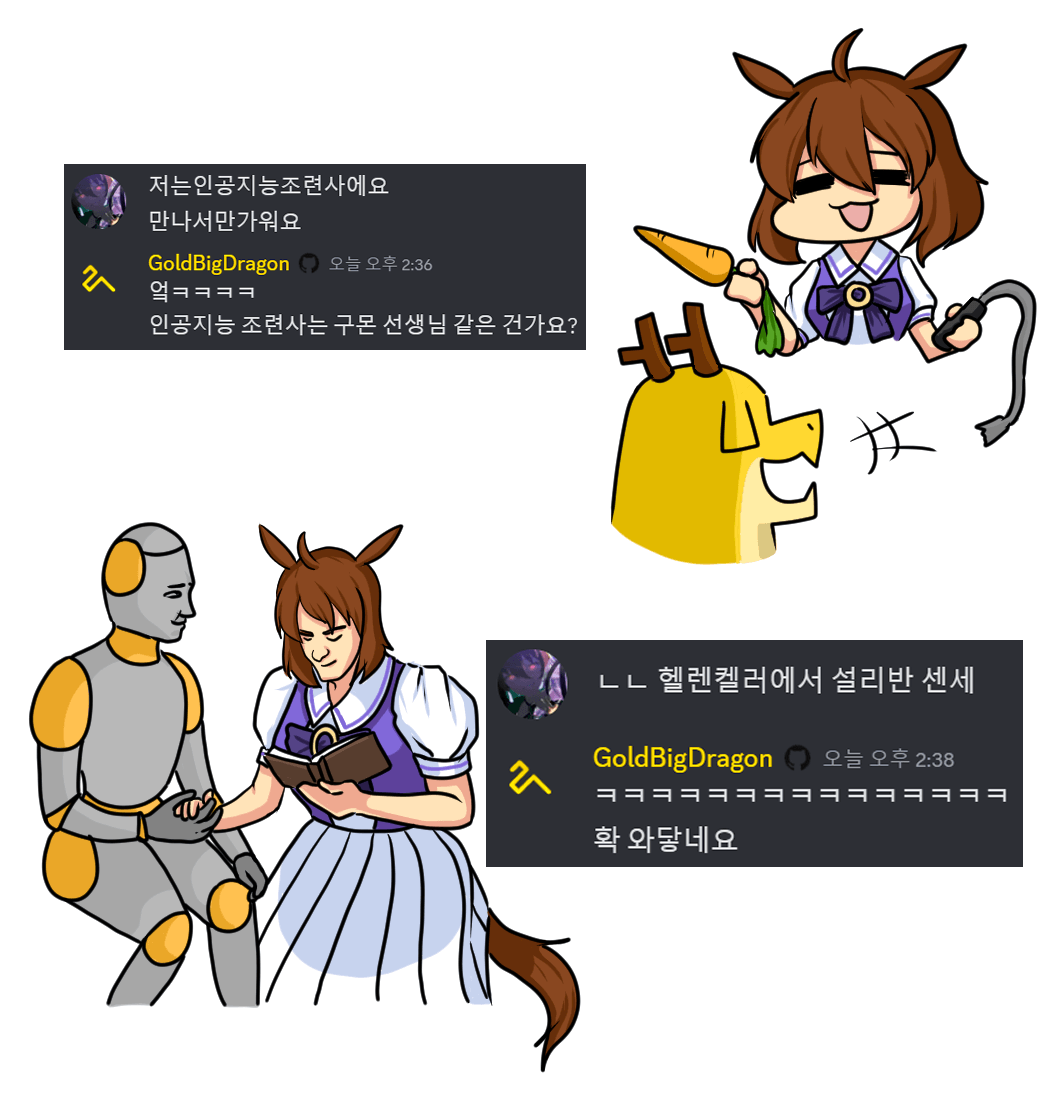 저는인공지능조련사에요
만나서만가워요
GoldBigDragon 오늘 오후 2:36
엌ㅋㅋㅋㅋ
인공지능 조련사는 구몬 선생님 같은 건가요?
ㄴㄴ 헬렌켈러에서 설리반 센세
GoldBigDragon 오늘 오후 2:38
ㅋㅋㅋㅋㅋㅋㅋㅋㅋㅋㅋㅋㅋㅋㅋ
확 와닿네요